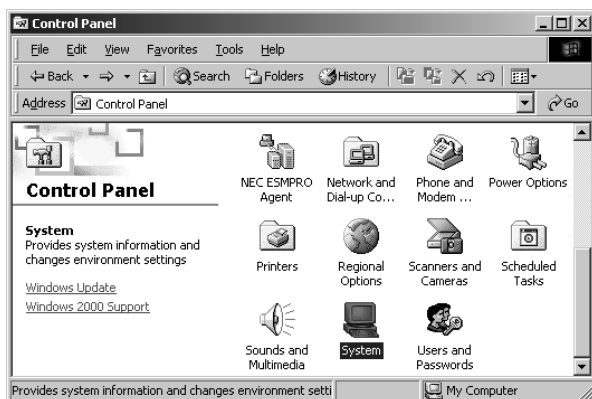 Control Panel
File Edit View Favorites Tools Help
Back Search Folders History
Address Control Panel Go
Control Panel
System
Provides system information and
changes environment settings
Windows Update
Windows 2000 Support
NEC ESMPRO
Agent
Network and
Dial-up Co...
Phone and
Modem ...
Power Options
Printers
Regional
Options
Scanners and
Cameras
Scheduled
Tasks
Sounds and
Multimedia
System
Users and
Passwords
Provides system information and changes environment setti
My Computer